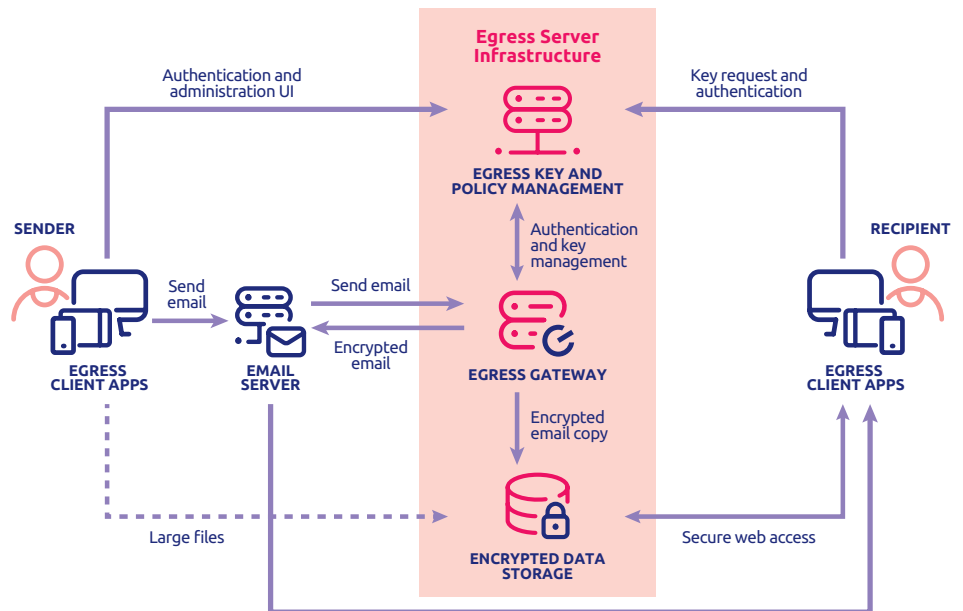 Egress Server
Infrastructure
Authentication and
administration UI
Key request and
authentication
EGRESS KEY AND
POLICY MANAGEMENT
SENDER
RECIPIENT
Authentication
and key
management
Send
email
Send email
Encrypted
email
EGRESS
CLIENT APPS
EMAIL
SERVER
EGRESS GATEWAY
EGRESS
CLIENT APPS
Encrypted
email copy
Large files
Secure web access
ENCRYPTED DATA
STORAGE